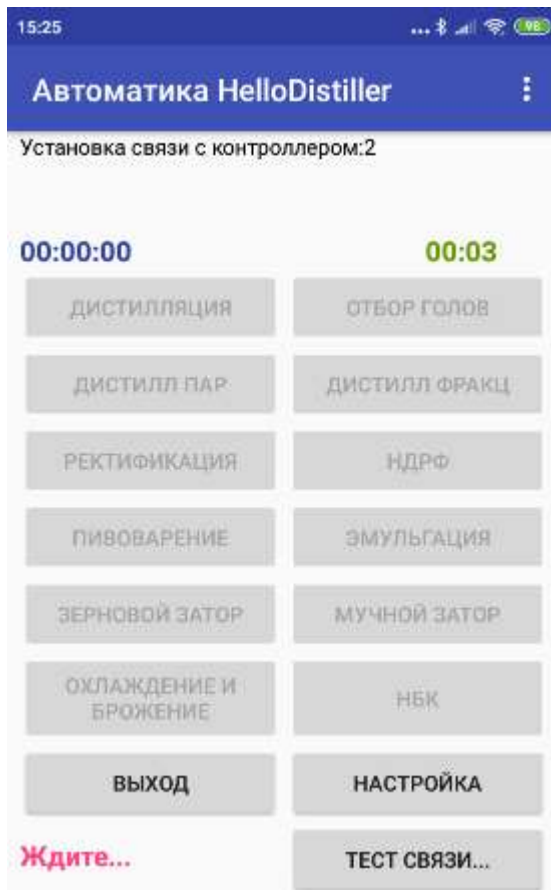 15:25 ... 98
Автоматика HelloDistiller
Установка связи с контроллером:2
00:00:00 00:03
ДИСТИЛЛЯЦИЯ ОТБОР ГОЛОВ
ДИСТИЛЛ ПАР ДИСТИЛЛ ФРАКЦ
РЕКТИФИКАЦИЯ НДРФ
ПИВОВАРЕНИЕ ЭМУЛЬГАЦИЯ
ЗЕРНОВОЙ ЗАТОР МУЧНОЙ ЗАТОР
ОХЛАЖДЕНИЕ И
БРОЖЕНИЕ НБК
ВЫХОД НАСТРОЙКА
Ждите... ТЕСТ СВЯЗИ...